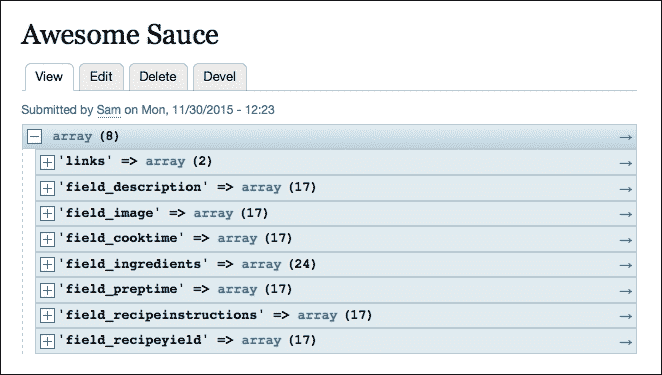 Awesome Sauce
View Edit Delete Devel
Submitted by Sam on Mon, 11/30/2015 - 12:23
array (8) →
'links' => array (2) →
'field_description' => array (17) →
'field_image' => array (17) →
'field_cooktime' => array (17) →
'field_ingredients' => array (24) →
'field_preptime' => array (17) →
'field_recipeinstructions' => array (17) →
'field_recipeyield' => array (17) →